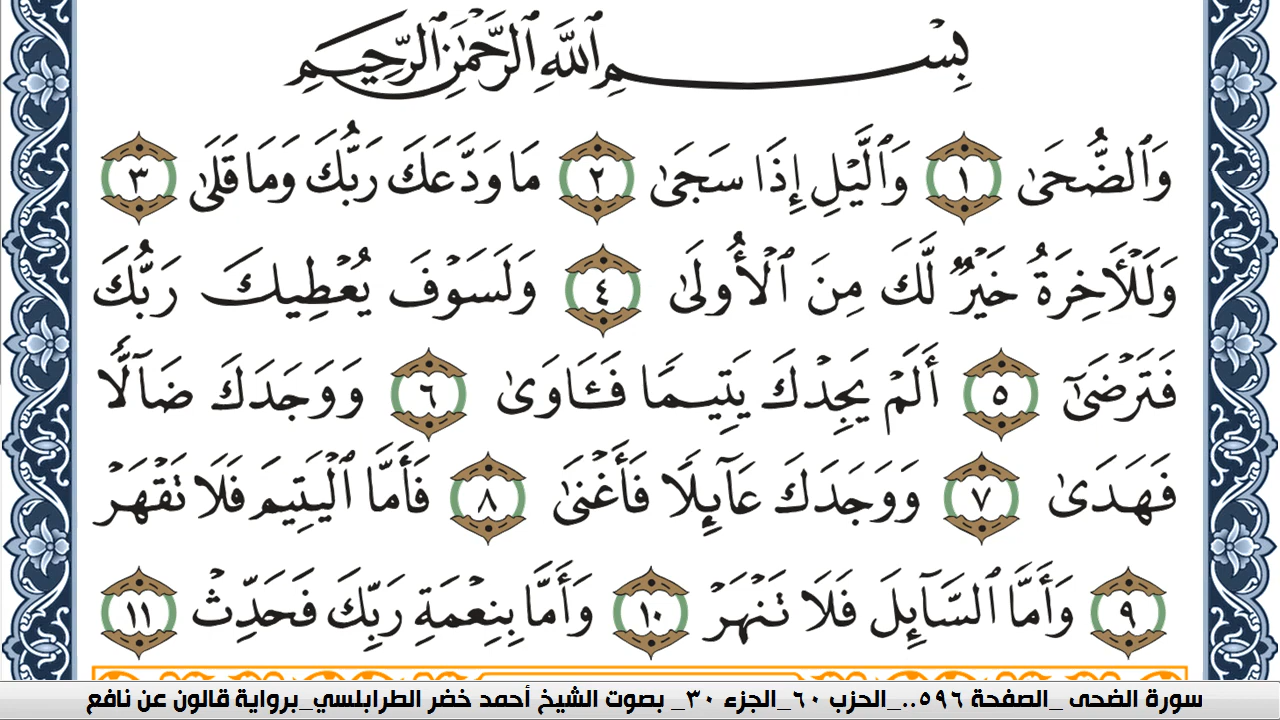 بِسْمِ ٱللَّهِ ٱلرَّحْمَٰنِ ٱلرَّحِيمِ
وَٱلضُّحَىٰ ١ وَٱلَّيْلِ إِذَا سَجَىٰ ٢ مَا وَدَّعَكَ رَبُّكَ وَمَا قَلَىٰ ٣
وَلَلْأَخِرَةُ خَيْرٌ لَّكَ مِنَ ٱلْأُولَىٰ ٤ وَلَسَوْفَ يُعْطِيكَ رَبُّكَ
فَتَرْضَىٰٓ ٥ أَلَمْ يَجِدْكَ يَتِيمًا فَـَٔاوَىٰ ٦ وَوَجَدَكَ ضَآلًّا
فَهَدَىٰ ٧ وَوَجَدَكَ عَآئِلًا فَأَغْنَىٰ ٨ فَأَمَّا ٱلْيَتِيمَ فَلَا تَقْهَرْ
٩ وَأَمَّا ٱلسَّآئِلَ فَلَا تَنْهَرْ ١٠ وَأَمَّا بِنِعْمَةِ رَبِّكَ فَحَدِّثْ ١١
سورة الضحى _الصفحة ٥٩٦.._الحزب ٦٠_الجزء ٣٠_ بصوت الشيخ أحمد خضر الطرابلسي_برواية قالون عن نافع